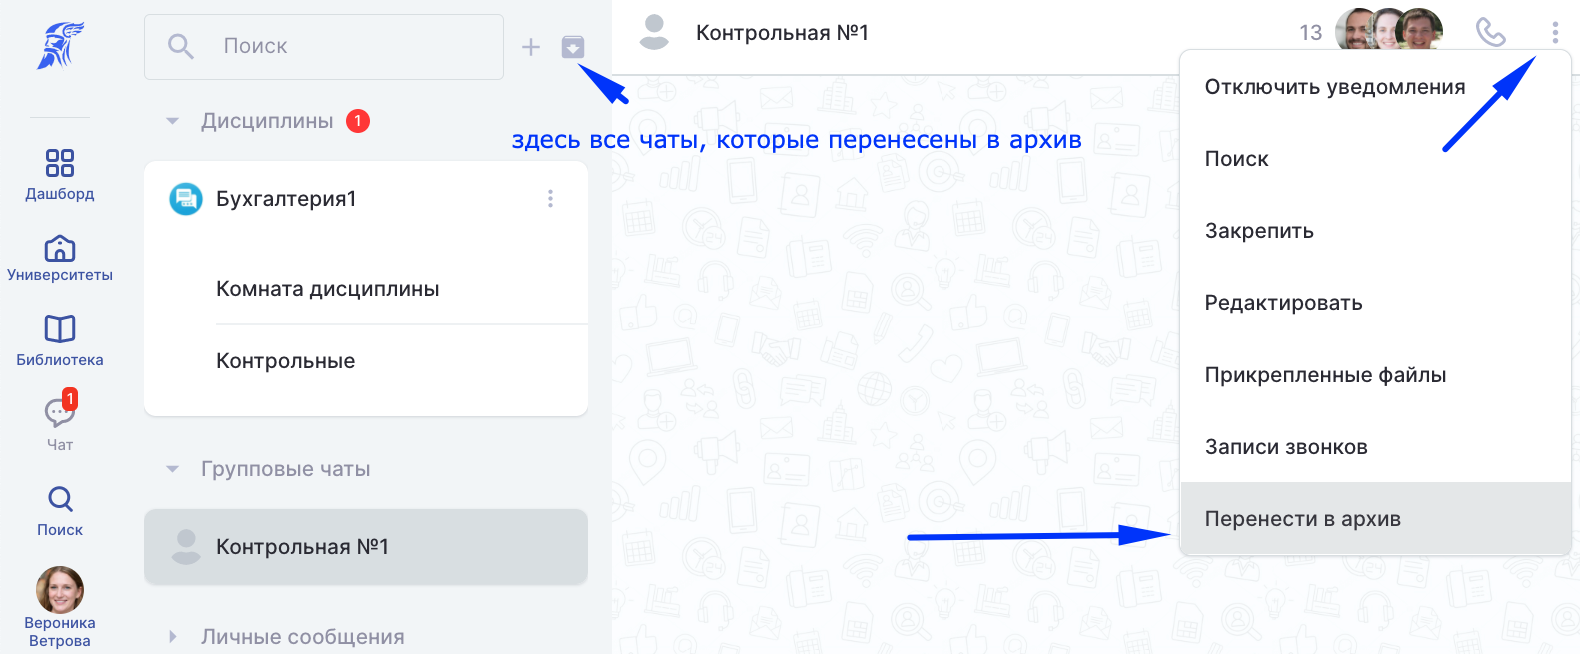 Поиск
Дисциплины 1
Бухгалтерия1
Комната дисциплины
Контрольные
Групповые чаты
Контрольная №1
Личные сообщения
Дашборд
Университеты
Библиотека
1
Чат
Поиск
Вероника
Ветрова
Контрольная №1
13
здесь все чаты, которые перенесены в архив
Отключить уведомления
Поиск
Закрепить
Редактировать
Прикрепленные файлы
Записи звонков
Перенести в архив